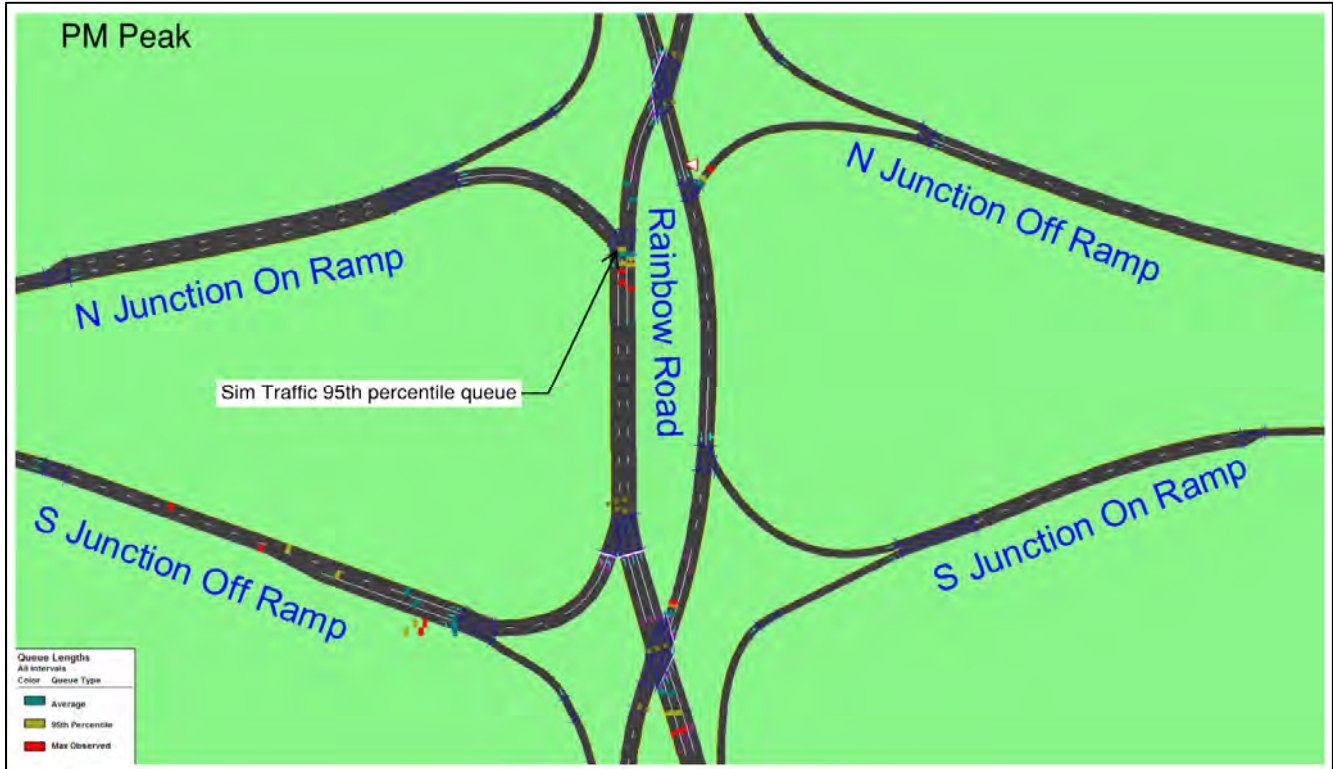 PM Peak
N Junction On Ramp
N Junction Off Ramp
Rainbow Road
Sim Traffic 95th percentile queue
S Junction Off Ramp
S Junction On Ramp
Queue Lengths
All Intervals
Color Queue Type
Average
95th Percentile
Max Observed